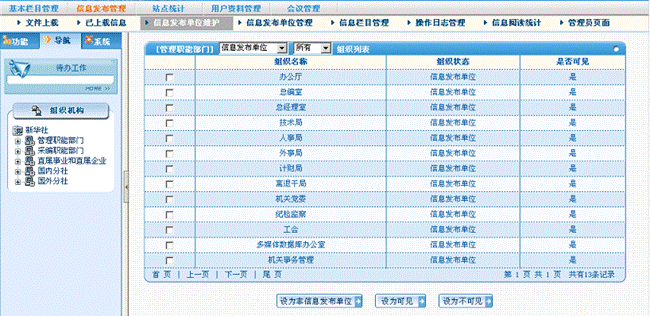 基本栏目管理 信息发布管理 站点统计 用户资料管理 会议管理
文件上载 已上载信息 信息发布单位维护 信息发布单位管理 信息栏目管理 操作日志管理 信息阅读统计 管理员页面
功能 导航 系统
待办工作
MORE >>
组织机构
新华社
管理职能部门
采编职能部门
直属事业和直属企业
国内分社
国外分社
[管理职能部门] 信息发布单位 所有 组织列表
组织名称 组织状态 是否可见
办公厅 信息发布单位 是
总编室 信息发布单位 是
总经理室 信息发布单位 是
技术局 信息发布单位 是
人事局 信息发布单位 是
外事局 信息发布单位 是
计财局 信息发布单位 是
离退干局 信息发布单位 是
机关党委 信息发布单位 是
纪检监察 信息发布单位 是
工会 信息发布单位 是
多媒体数据库办公室 信息发布单位 是
机关事务管理 信息发布单位 是
首 页 | 上一页 | 下一页 | 尾 页 第 1 页 共 1 页 共有13条记录
设为非信息发布单位 设为可见 设为不可见